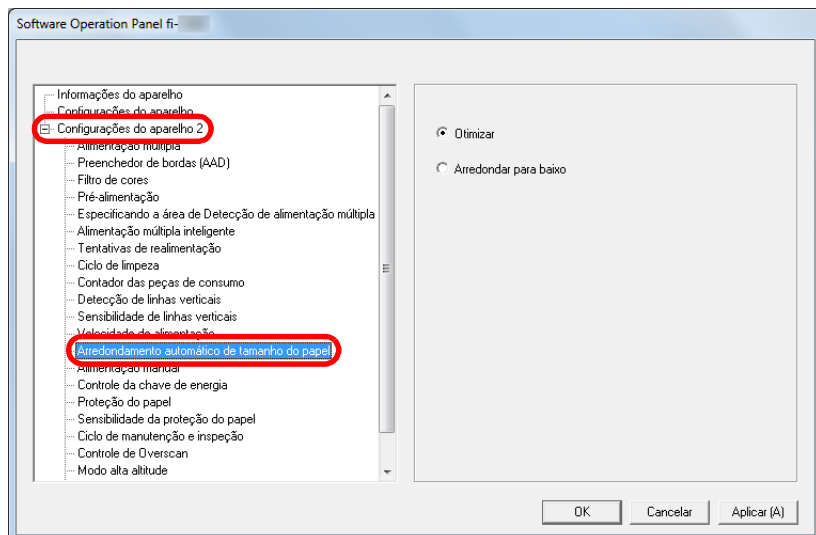 Software Operation Panel fi-
Informações do aparelho
Configurações do aparelho
Configurações do aparelho 2
Alimentação múltipla
Preenchedor de bordas (AAD)
Filtro de cores
Pré-alimentação
Especificando a área de Detecção de alimentação múltipla
Alimentação múltipla inteligente
Tentativas de realimentação
Ciclo de limpeza
Contador das peças de consumo
Detecção de linhas verticais
Sensibilidade de linhas verticais
Velocidade de alimentação
Arredondamento automático de tamanho do papel
Alimentação manual
Controle da chave de energia
Proteção do papel
Sensibilidade da proteção do papel
Ciclo de manutenção e inspeção
Controle de Overscan
Modo alta altitude
Otimizar
Arredondar para baixo
OK Cancelar Aplicar (A)